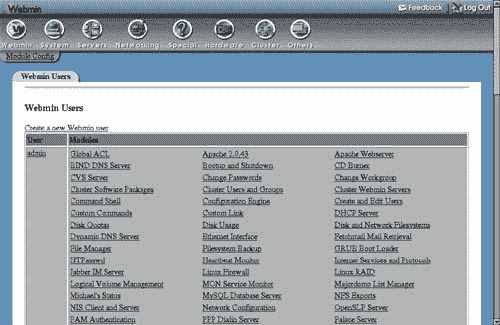 Webmin
Feedback Log Out
Webmin System Servers Networking Special Hardware Cluster Others
Module Config
Webmin Users
Webmin Users
Create a new Webmin user
User Modules
admin Global ACL Apache 2.0.43 Apache Webserver
BIND DNS Server Bootup and Shutdown CD Burner
CVS Server Change Passwords Change Workgroup
Cluster Software Packages Cluster Users and Groups Cluster Webmin Servers
Command Shell Configuration Engine Create and Edit Users
Custom Commands Custom Link DHCP Server
Disk Quotas Disk Usage Disk and Network Filesystems
Dynamic DNS Server Ethernet Interface Fetchmail Mail Retrieval
File Manager Filesystem Backup GRUB Boot Loader
HTPasswd Heartbeat Monitor Internet Services and Protocols
Jabber IM Server Linux Firewall Linux RAID
Logical Volume Management MON Service Monitor Majordomo List Manager
Michael's Status MySQL Database Server NFS Exports
NIS Client and Server Network Configuration OpenSLP Server
PAM Authentication PPP Dialin Server Palace Server